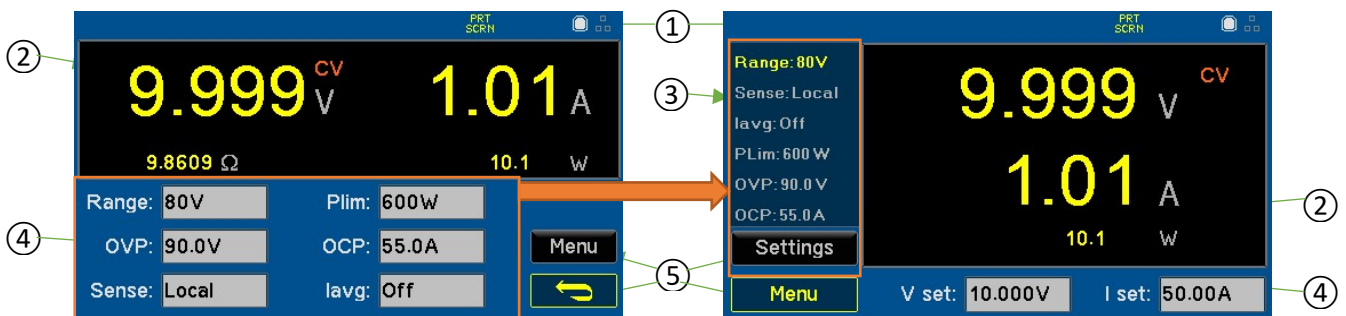 PRT
SCRN
①
PRT
SCRN
②
9.999 CV V 1.01 A
9.8609 Ω 10.1 W
Range: 80V Plim: 600W
④
OVP: 90.0V OCP: 55.0A
Menu
Sense: Local Iavg: Off
⑤
③
Range:80V
Sense:Local
Iavg:Off
PLim:600 W
OVP:90.0 V
OCP:55.0 A
Settings
Menu
9.999 V CV
1.01 A
10.1 W
②
V set: 10.000V I set: 50.00A
④